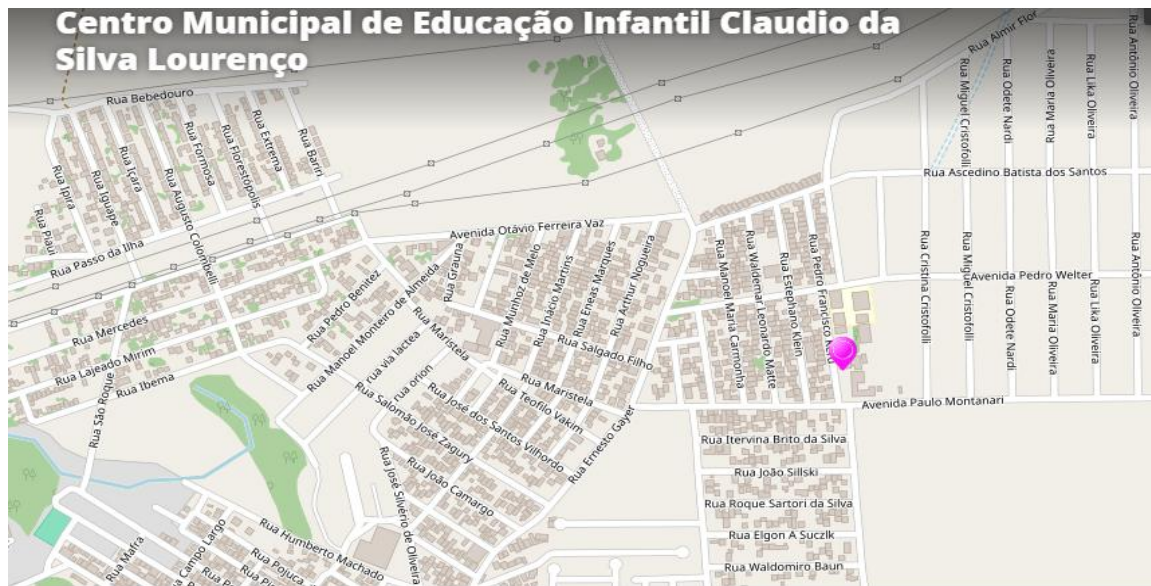 Centro Municipal de Educação Infantil Claudio da
Silva Lourenço
Rua Almir Flor
Rua Antônio Oliveira
Rua Bebedouro
Rua Miguel Cristofolli
Rua Odete Nardi
Rua Maria Oliveira
Rua Lika Oliveira
Rua Ipira
Rua Iguape
Rua Içara
Rua Formosa
Rua Florestópolis
Rua Extrema
Rua Bariri
Rua Augusto Colombelli
Rua Piauí
Rua Passo da Ilha
Rua Ascedino Batista dos Santos
Avenida Otávio Ferreira Vaz
Rua Grauna
Rua Munhoz de Melo
Rua Inácio Martins
Rua Eneas Marques
Rua Arthur Nogueira
Rua Manoel Maria Carmonha
Rua Waldemar Leonardo Matte
Rua Estephano Klein
Rua Pedro Francisco
Rua Cristina Cristofolli
Rua Miguel Cristofolli
Avenida Pedro Welter
Rua Odete Nardi
Rua Maria Oliveira
Rua Lika Oliveira
Rua Antônio Oliveira
Rua Pedro Benitez
Rua Manoel Monteiro de Almeida
Rua Mercedes
Rua Lajeado Mirim
Rua Ibema
Rua Maristela
rua via lactea
rua orion
Rua Salgado Filho
Rua Maristela
Rua Teofilo Vakim
Rua José dos Santos Vilhordo
Rua Salomão José Zagury
Rua São Roque
Rua Ernesto Gayer
Avenida Paulo Montanari
Rua Itervina Brito da Silva
Rua João Sillski
Rua Roque Sartori da Silva
Rua Elgon A Suczlk
Rua Waldomiro Baun
Rua João Camargo
Rua José Silvério de Oliveira
Rua Humberto Machado
Rua Mafra
Rua Campo Largo
Rua Pojuca